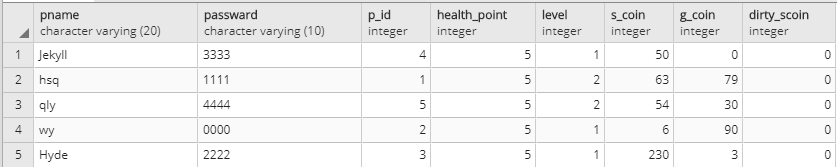 pname passward p_id health_point level s_coin g_coin dirty_scoin
character varying (20) character varying (10) integer integer integer integer integer integer
1 Jekyll 3333 4 5 1 50 0 0
2 hsq 1111 1 5 2 63 79 0
3 qly 4444 5 5 2 54 30 0
4 wy 0000 2 5 1 6 90 0
5 Hyde 2222 3 5 1 230 3 0